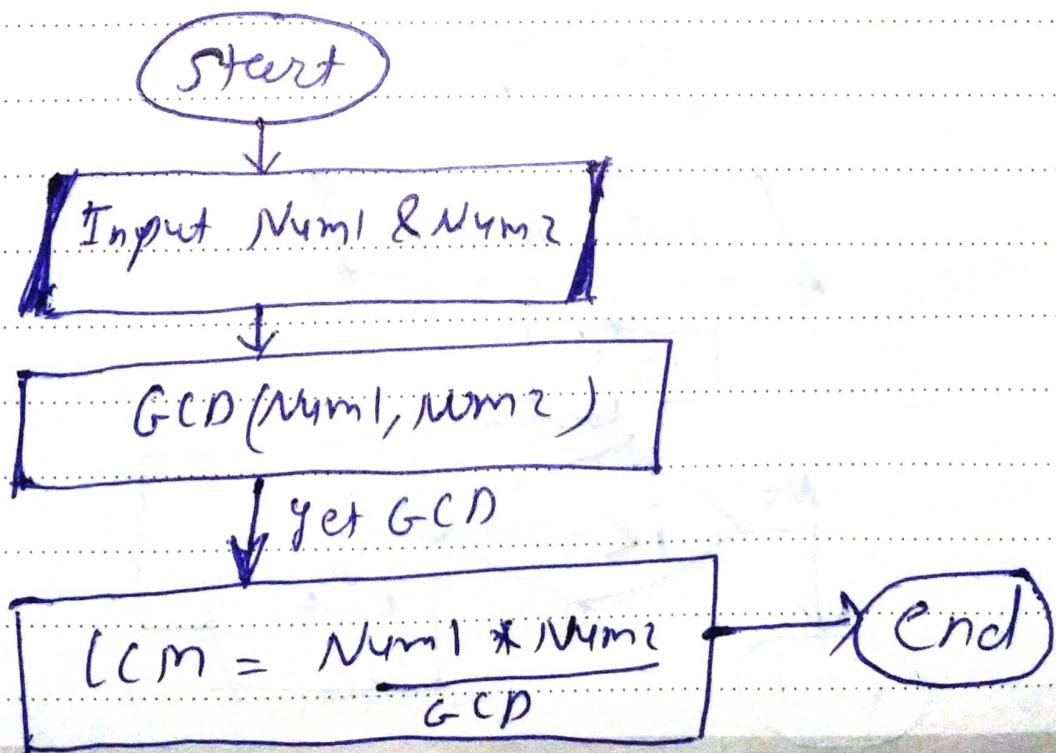 Start
Input Num1 & Num2
GCD(Num1, Num2)
get GCD
LCM = Num1 * Num2
GCD
end